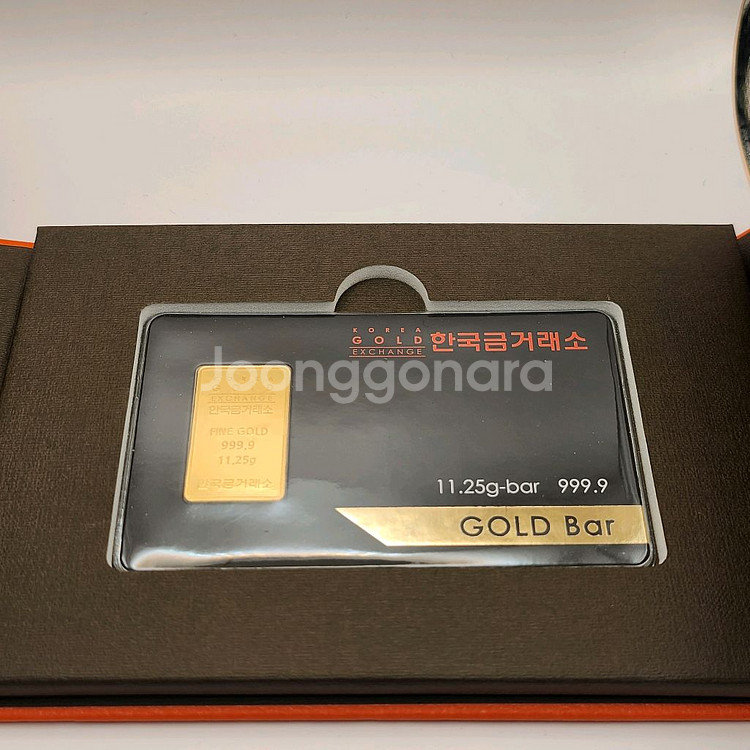 KOREA
GOLD
EXCHANGE
한국금거래소
Joonggonara
EXCHANGE
한국금거래소
FINE GOLD
999.9
11.25g
한국금거래소
11.25g-bar 999.9
GOLD Bar